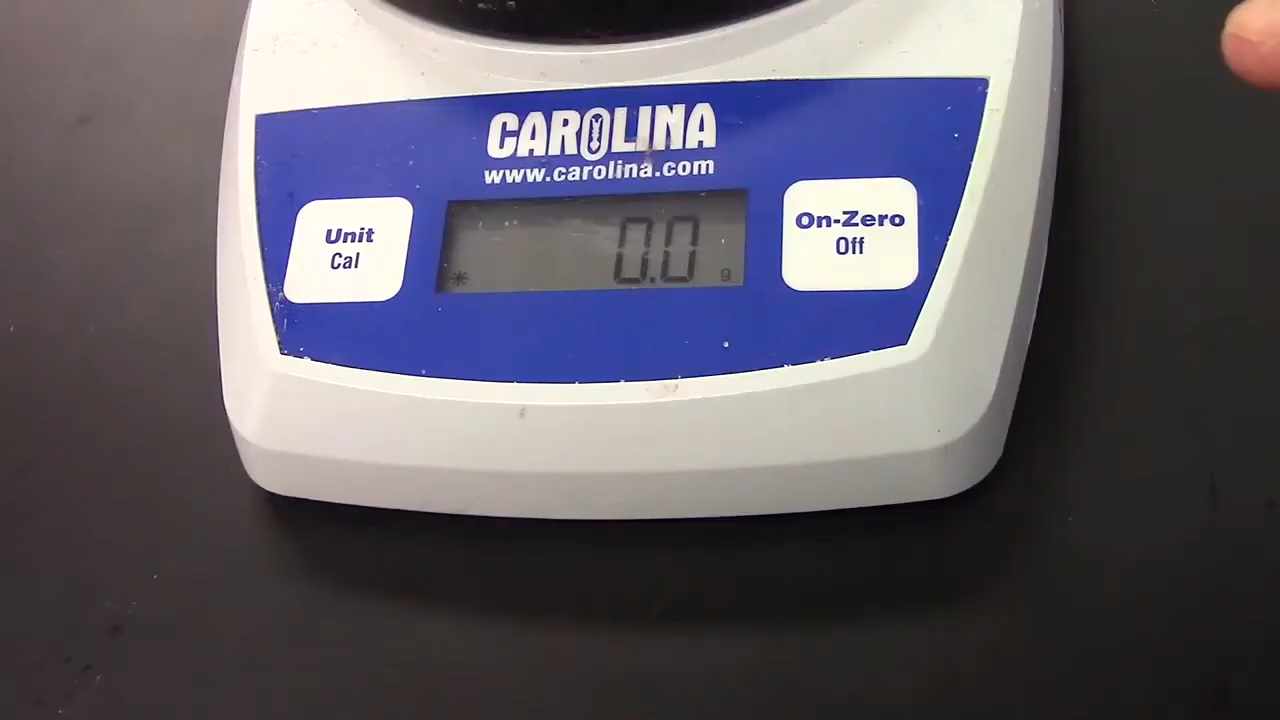 CAROLINA
www.carolina.com
Unit
Cal
* 0.0 g
On-Zero
Off